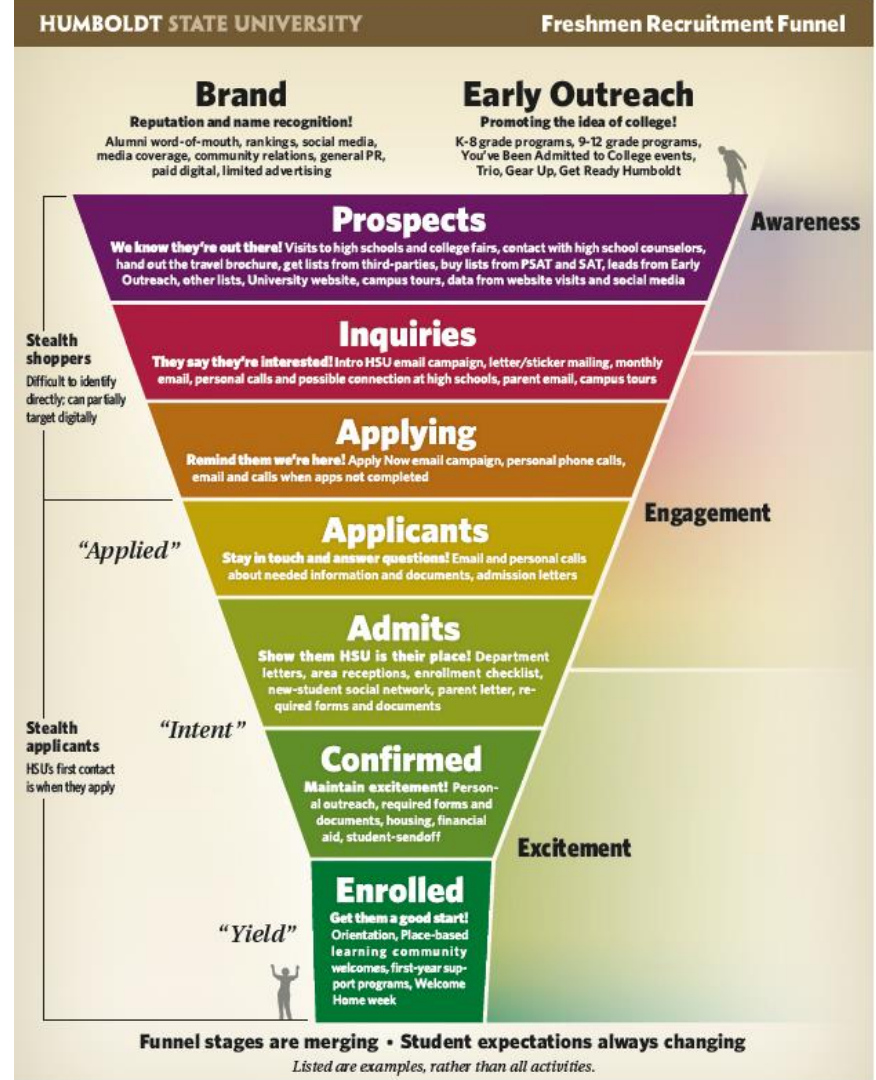 HUMBOLDT STATE UNIVERSITY
Freshmen Recruitment Funnel
Brand
Reputation and name recognition!
Alumni word-of-mouth, rankings, social media,
media coverage, community relations, general PR,
paid digital, limited advertising
Early Outreach
Promoting the idea of college!
K-8 grade programs, 9-12 grade programs,
You've Been Admitted to College events,
Trio, Gear Up, Get Ready Humboldt
Prospects
We know they're out there! Visits to high schools and college fairs, contact with high school counselors,
hand out the travel brochure, get lists from third-parties, buy lists from PSAT and SAT, leads from Early
Outreach, other lists, University website, campus tours, data from website visits and social media
Awareness
Stealth
shoppers
Difficult to identify
directly; can partially
target digitally
Inquiries
They say they're interested! Intro HSU email campaign, letter/sticker mailing, monthly
email, personal calls and possible connection at high schools, parent email, campus tours
Applying
Remind them we're here! Apply Now email campaign, personal phone calls,
email and calls when apps not completed
Engagement
"Applied"
Applicants
Stay in touch and answer questions! Email and personal calls
about needed information and documents, admission letters
Admits
Show them HSU is their place! Department
letters, area receptions, enrollment checklist,
new-student social network, parent letter, re-
quired forms and documents
Stealth
applicants
HSU's first contact
is when they apply
"Intent"
Confirmed
Maintain excitement! Person-
al outreach, required forms and
documents, housing, financial
aid, student-sendoff
Excitement
"Yield"
Enrolled
Get them a good start!
Orientation, Place-based
learning community
welcomes, first-year sup-
port programs, Welcome
Home week
Funnel stages are merging • Student expectations always changing
Listed are examples, rather than all activities.